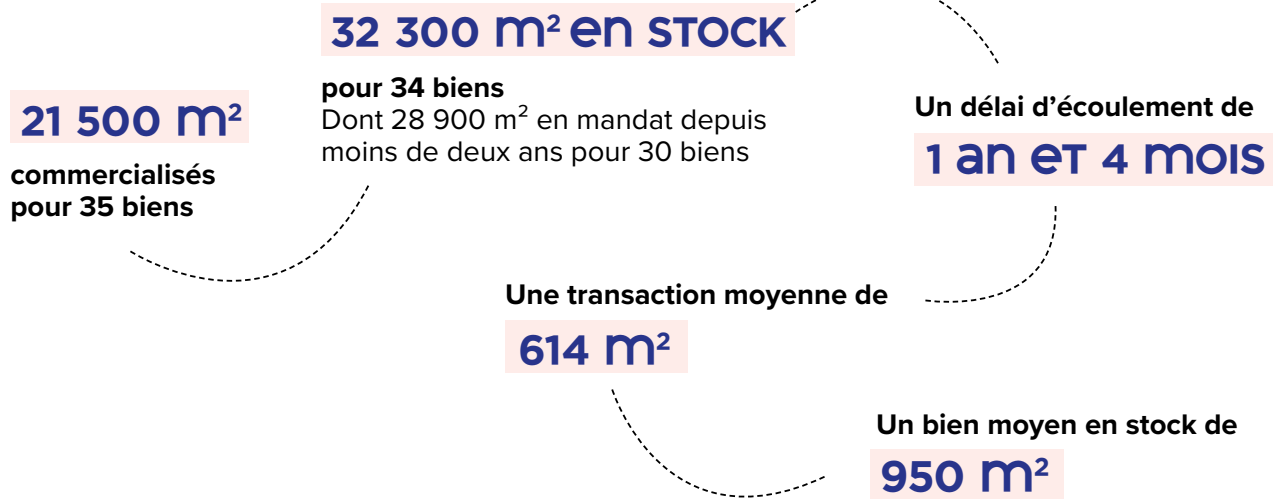 21 500 m²
commercialisés
pour 35 biens
32 300 m² en STOCK
pour 34 biens
Dont 28 900 m² en mandat depuis
moins de deux ans pour 30 biens
Un délai d’écoulement de
1 an et 4 mois
Une transaction moyenne de
614 m²
Un bien moyen en stock de
950 m²